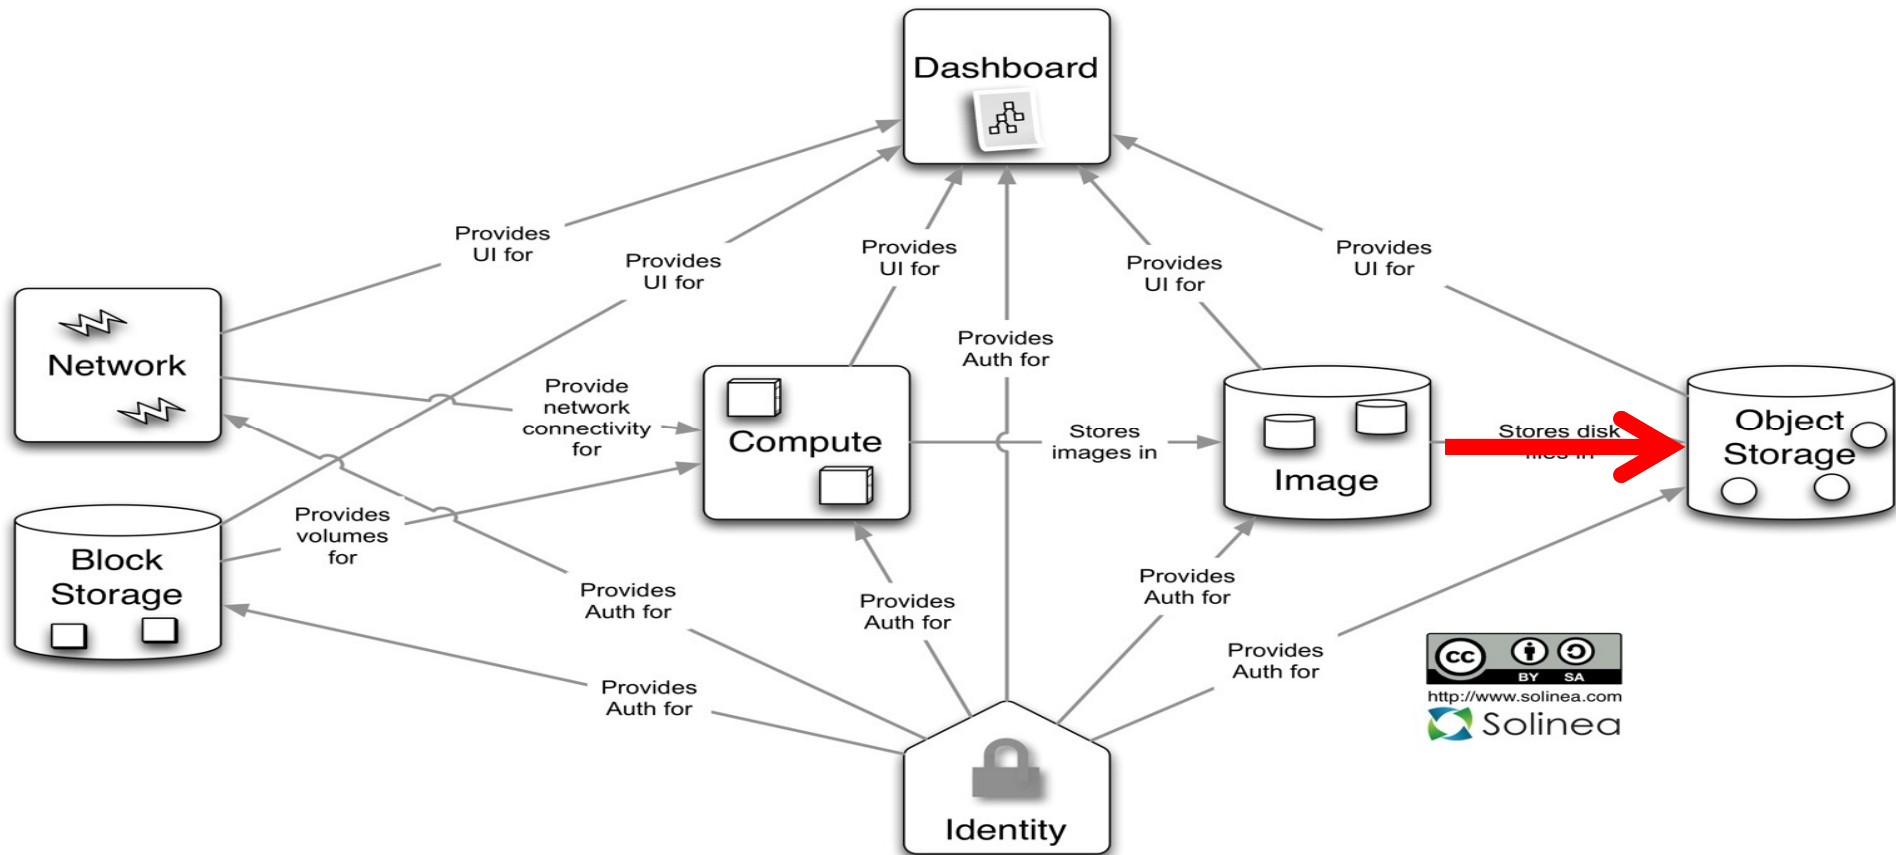 Dashboard
Provides
UI for
Provides
UI for
Provides
UI for
Provides
UI for
Provides
UI for
Provides
Auth for
Network
Provide
network
connectivity
for
Compute
Stores
images in
Image
Stores disk
files in
Object
Storage
Block
Storage
Provides
volumes
for
Provides
Auth for
Provides
Auth for
Provides
Auth for
Provides
Auth for
Provides
Auth for
Identity
cc
BY SA
http://www.solinea.com
Solinea